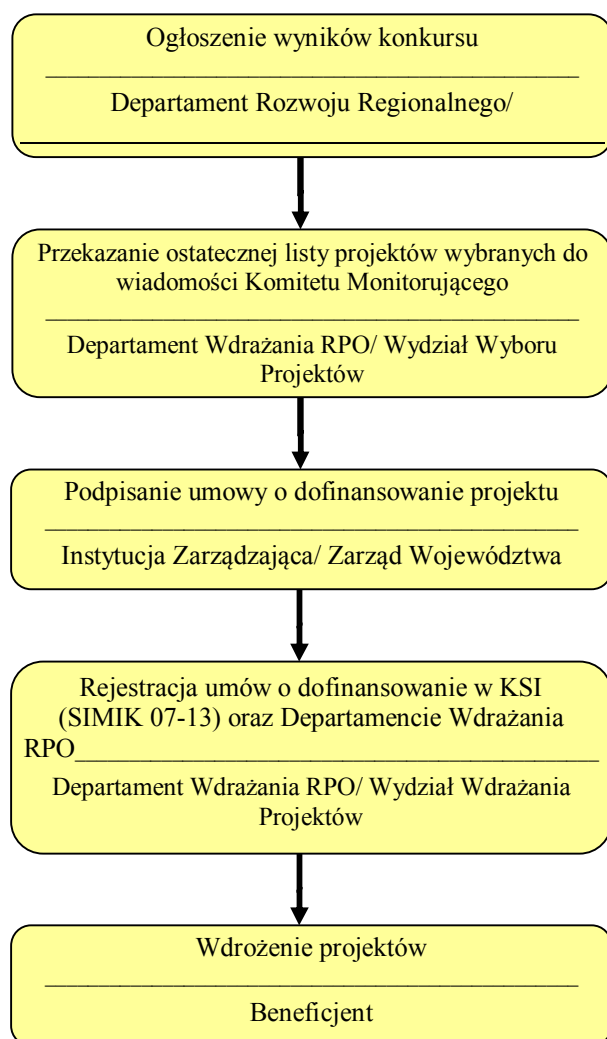 Ogłoszenie wyników konkursu
Departament Rozwoju Regionalnego/
Przekazanie ostatecznej listy projektów wybranych do
wiadomości Komitetu Monitorującego
Departament Wdrażania RPO/ Wydział Wyboru
Projektów
Podpisanie umowy o dofinansowanie projektu
Instytucja Zarządzająca/ Zarząd Województwa
Rejestracja umów o dofinansowanie w KSI
(SIMIK 07-13) oraz Departamencie Wdrażania
RPO
Departament Wdrażania RPO/ Wydział Wdrażania
Projektów
Wdrożenie projektów
Beneficjent